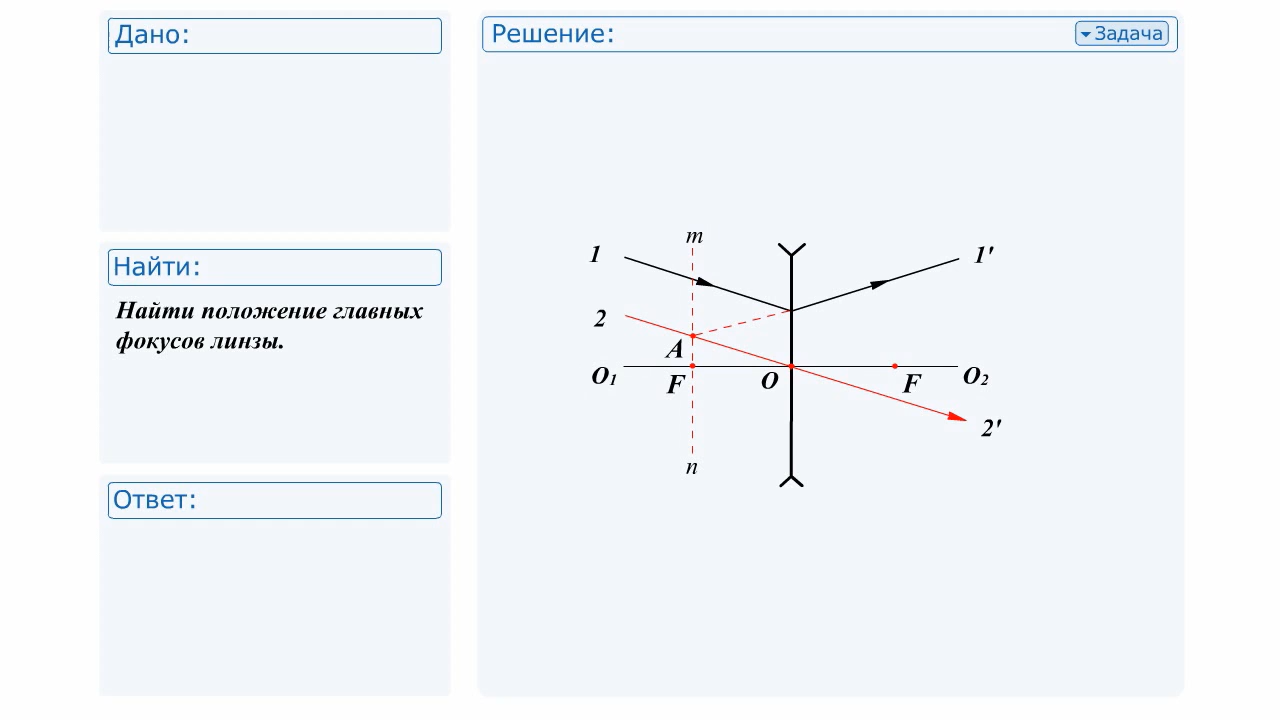 Дано:
Найти:
Найти положение главных
фокусов линзы.
Ответ:
Решение:
Задача
m
1
1'
2
A
O1
F
O
F
O2
2'
n